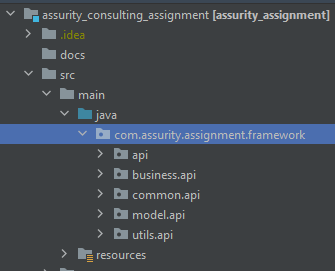 assurity_consulting_assignment [assurity_assignment]
.idea
docs
src
main
java
com.assurity.assignment.framework
api
business.api
common.api
model.api
utils.api
resources